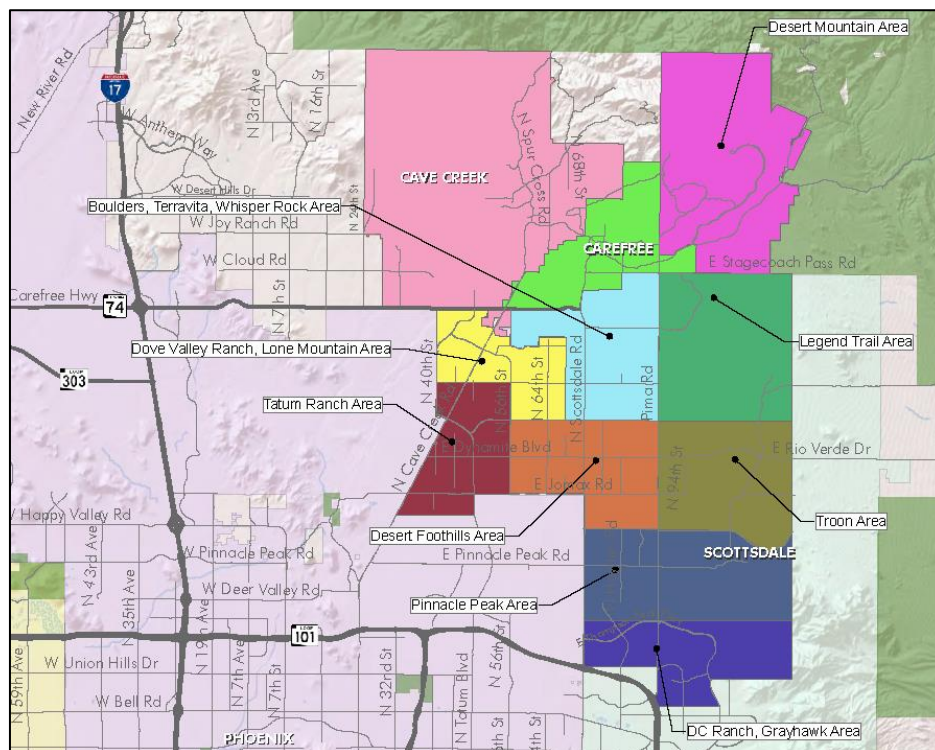 Desert Mountain Area
New River Rd
INTERSTATE
17
N 3rd Ave
N 16th St
W Anthem Way
N Spur Cross Rd
N 68th St
CAVE CREEK
W Desert Hills Dr
Boulders, Terravita, Whisper Rock Area
N 24th St
W Joy Ranch Rd
CAREFREE
W Cloud Rd
E Stagecoach Pass Rd
Carefree Hwy
74
N 7th St
Legend Trail Area
Dove Valley Ranch, Lone Mountain Area
LOOP
303
N 40th St
N 56th St
N 64th St
N Scottsdale Rd
Pima Rd
Tatum Ranch Area
N Cave Creek Rd
E Dynamite Blvd
E Rio Verde Dr
N 94th St
E Jomax Rd
W Happy Valley Rd
Troon Area
Desert Foothills Area
N 43rd Ave
W Pinnacle Peak Rd
E Pinnacle Peak Rd
SCOTTSDALE
W Deer Valley Rd
Pinnacle Peak Area
N 35th Ave
N 19th Ave
LOOP
101
W Union Hills Dr
N 59th Ave
N 7th Ave
N 7th St
N 32nd St
N Tatum Blvd
N 56th St
W Bell Rd
DC Ranch, Grayhawk Area
PHOENIX